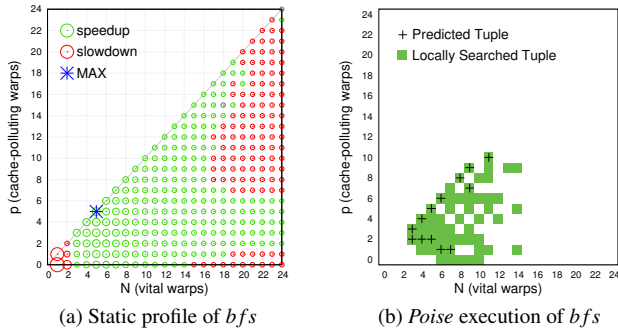 24
22
20
18
16
14
12
10
8
6
4
2
0
p (cache-polluting warps)
speedup
slowdown
MAX
0 2 4 6 8 10 12 14 16 18 20 22 24
N (vital warps)
(a) Static profile of bfs
24
22
20
18
16
14
12
10
8
6
4
2
0
p (cache-polluting warps)
Predicted Tuple
Locally Searched Tuple
0 2 4 6 8 10 12 14 16 18 20 22 24
N (vital warps)
(b) Poise execution of bfs